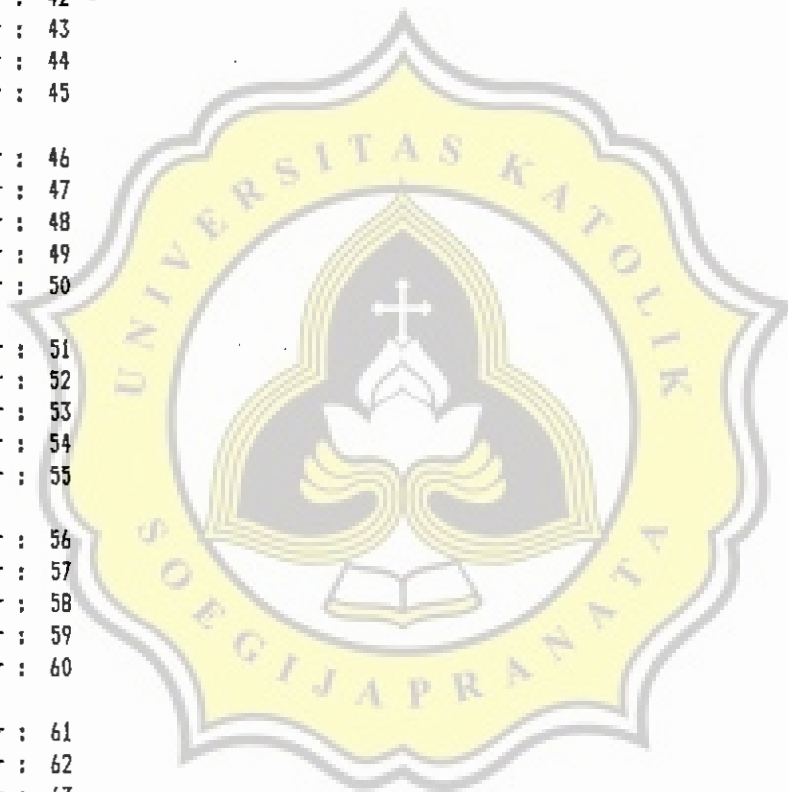 r : 43
r : 44
r : 45
r : 46
r : 47
r : 48
r : 49
r : 50
r : 51
r : 52
r : 53
r : 54
r : 55
r : 56
r : 57
r : 58
r : 59
r : 60
r : 61
r : 62
UNIVERSITAS KATOLIK
SOEGIJAPRANATA